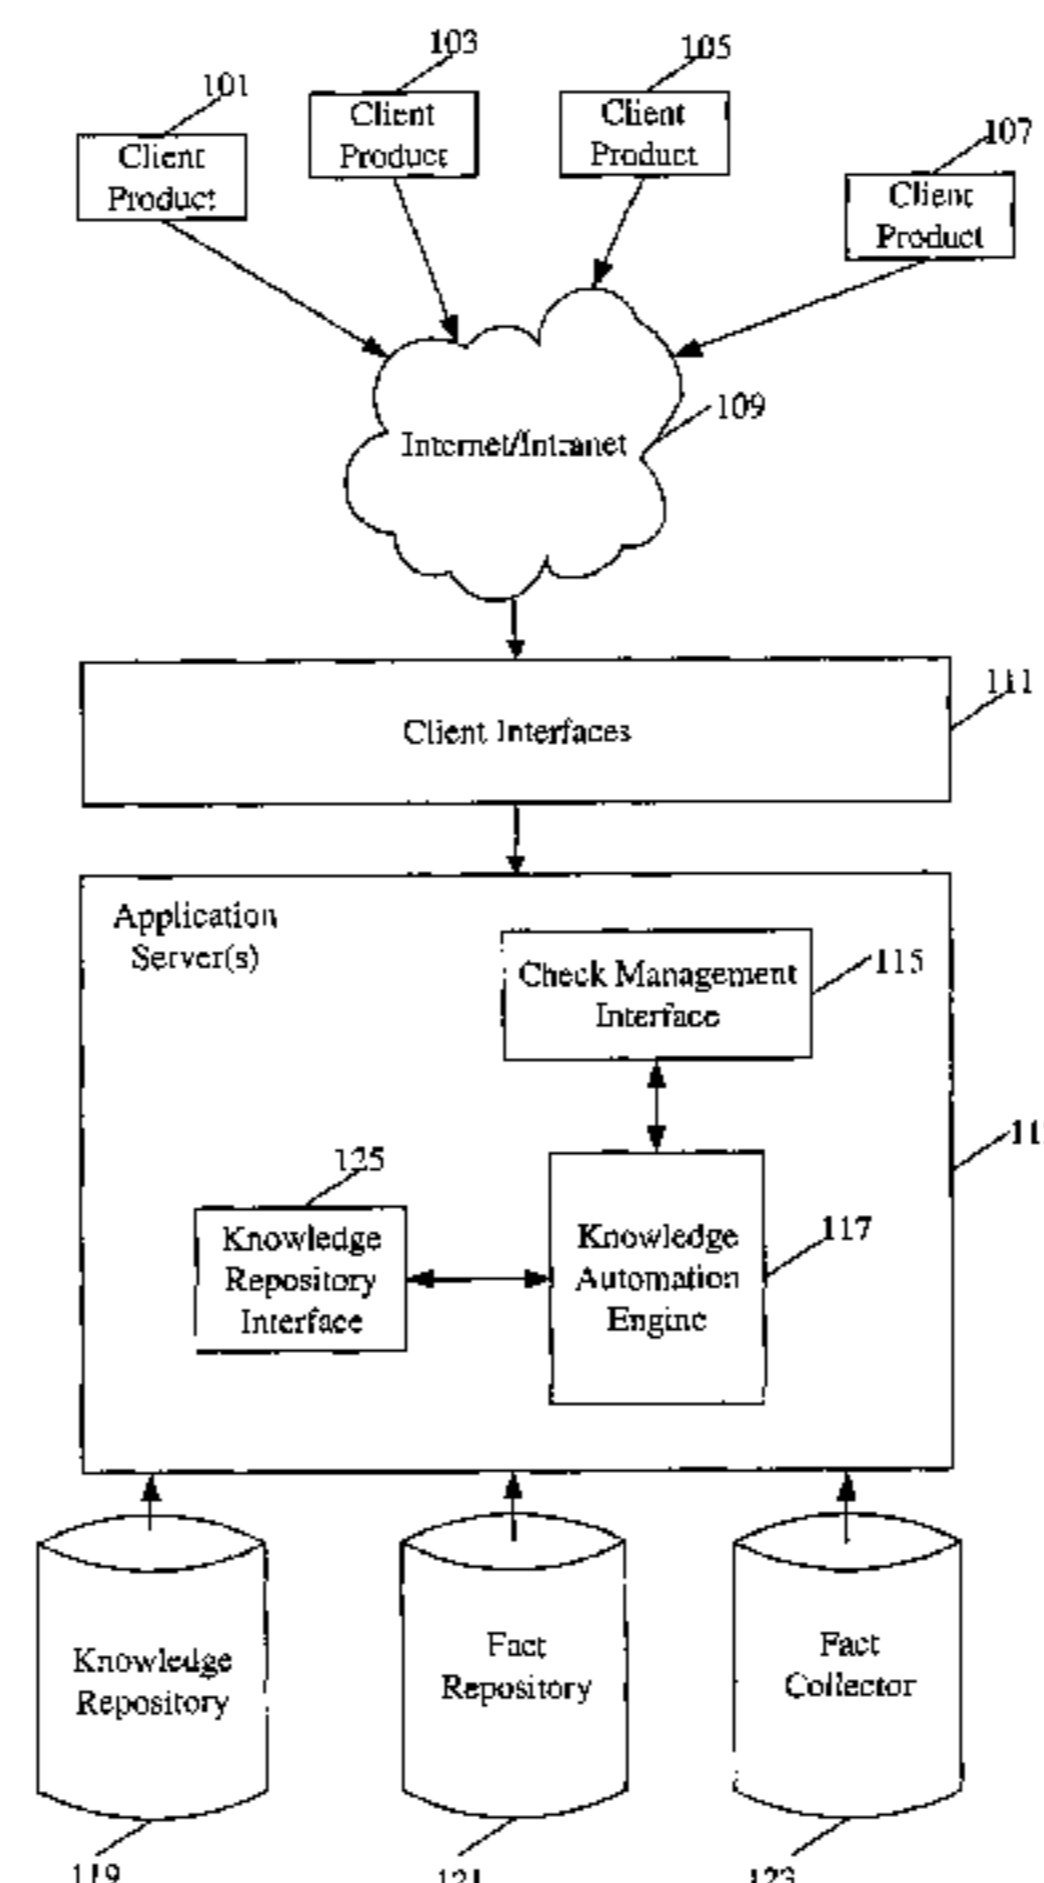 103
105
101
107
Client
Product
Client
Product
Client
Product
Client
Product
109
Internet/Intranet
111
Client Interfaces
Application
Server(s)
Check Management
Interface
115
125
Knowledge
Repository
Interface
Knowledge
Automation
Engine
117
Knowledge
Repository
Fact
Repository
Fact
Collector
119
121
123